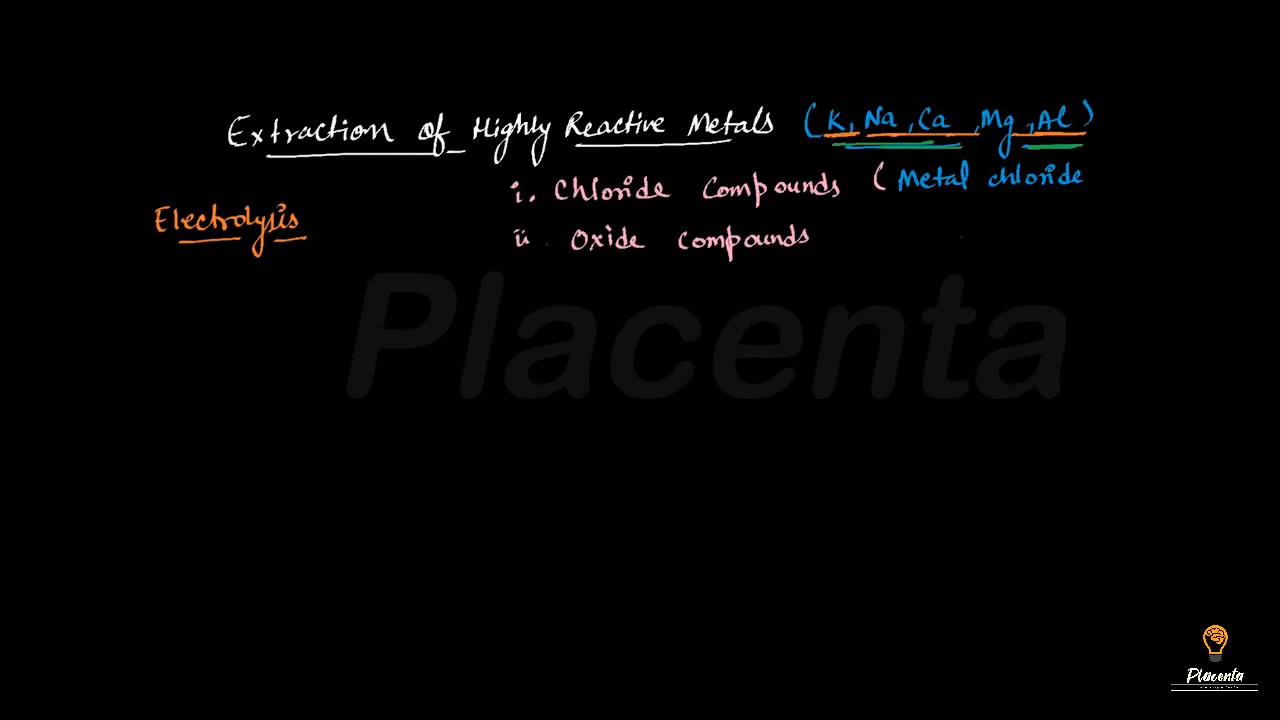 Extraction of Highly Reactive Metals (K, Na, Ca, Mg, Al)
i. Chloride Compounds (Metal chloride
Electrolysis
ii. Oxide Compounds
Placenta
Placenta